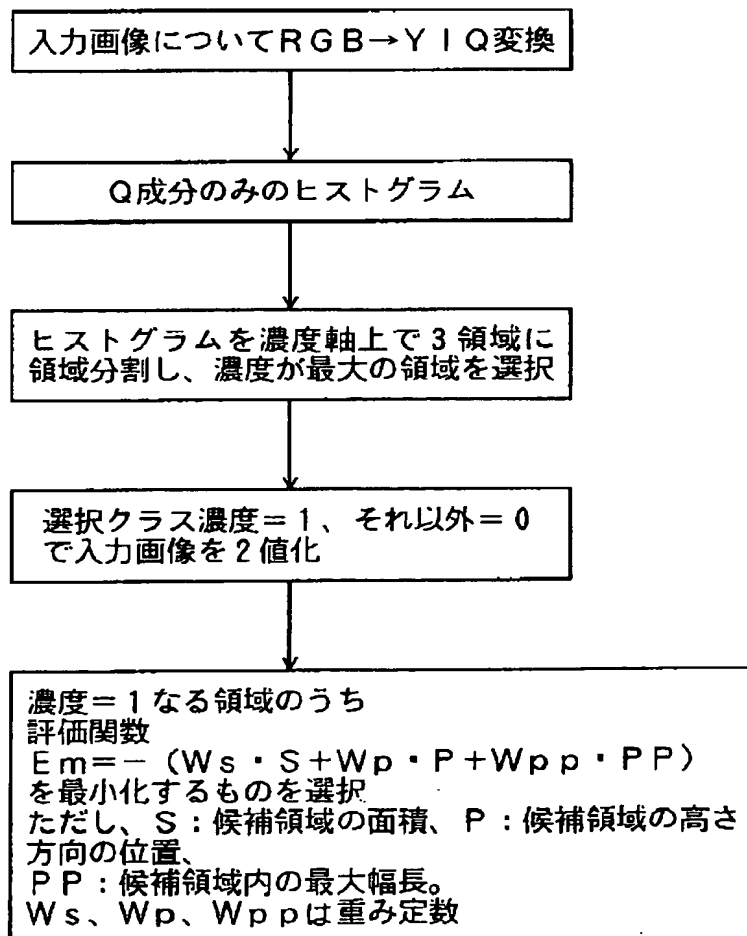 入力画像についてRGB→YIQ変換
Q成分のみのヒストグラム
ヒストグラムを濃度軸上で3領域に
領域分割し、濃度が最大の領域を選択
選択クラス濃度=1、それ以外=0
で入力画像を2値化
濃度=1なる領域のうち
評価関数
Em=-(Ws・S+Wp・P+Wpp・PP)
を最小化するものを選択
ただし、S:候補領域の面積、P:候補領域の高さ
方向の位置、
PP:候補領域内の最大幅長。
Ws、Wp、Wppは重み定数